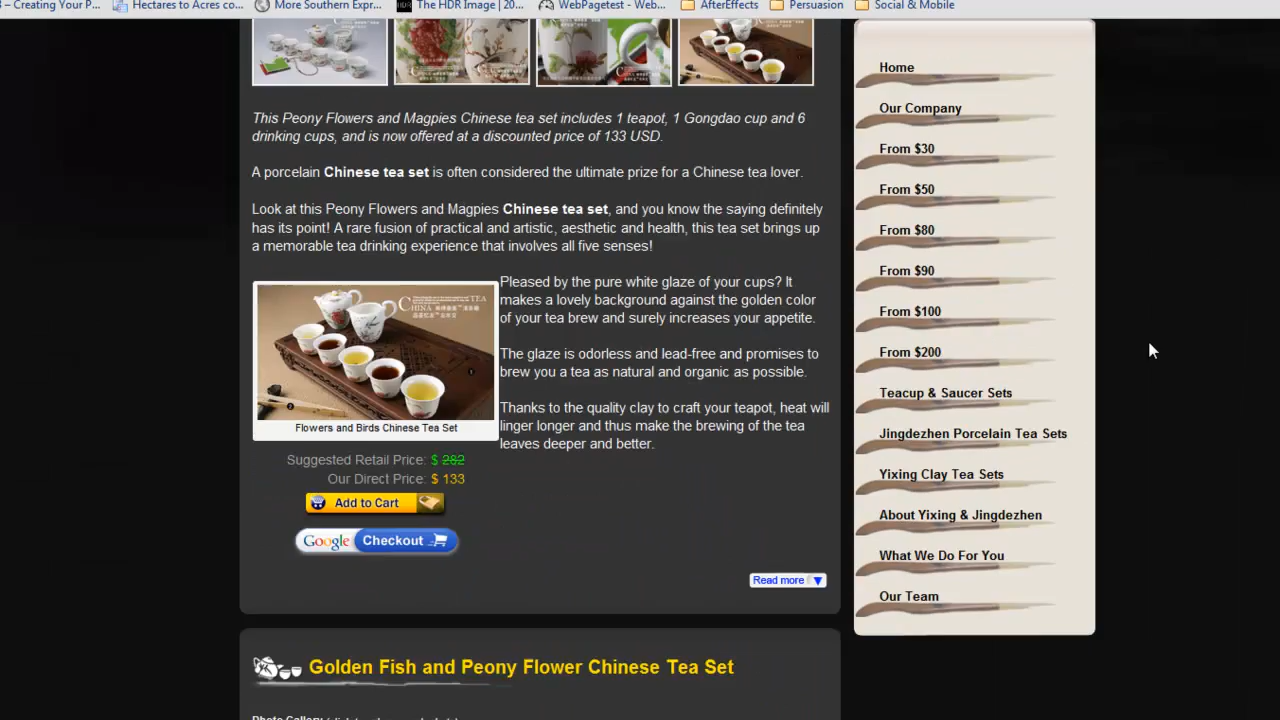 8 – Creating Your P...
Hectares to Acres co...
More Southern Expr...
The HDR Image | 20...
WebPagetest - Web...
AfterEffects
Persuasion
Social & Mobile
This Peony Flowers and Magpies Chinese tea set includes 1 teapot, 1 Gongdao cup and 6
drinking cups, and is now offered at a discounted price of 133 USD.
A porcelain Chinese tea set is often considered the ultimate prize for a Chinese tea lover.
Look at this Peony Flowers and Magpies Chinese tea set, and you know the saying definitely
has its point! A rare fusion of practical and artistic, aesthetic and health, this tea set brings up
a memorable tea drinking experience that involves all five senses!
CHINA
TEA
Flowers and Birds Chinese Tea Set
Suggested Retail Price: $ 282
Our Direct Price: $ 133
Add to Cart
Google Checkout
Pleased by the pure white glaze of your cups? It
makes a lovely background against the golden color
of your tea brew and surely increases your appetite.
The glaze is odorless and lead-free and promises to
brew you a tea as natural and organic as possible.
Thanks to the quality clay to craft your teapot, heat will
linger longer and thus make the brewing of the tea
leaves deeper and better.
Read more
Golden Fish and Peony Flower Chinese Tea Set
Home
Our Company
From $30
From $50
From $80
From $90
From $100
From $200
Teacup & Saucer Sets
Jingdezhen Porcelain Tea Sets
Yixing Clay Tea Sets
About Yixing & Jingdezhen
What We Do For You
Our Team